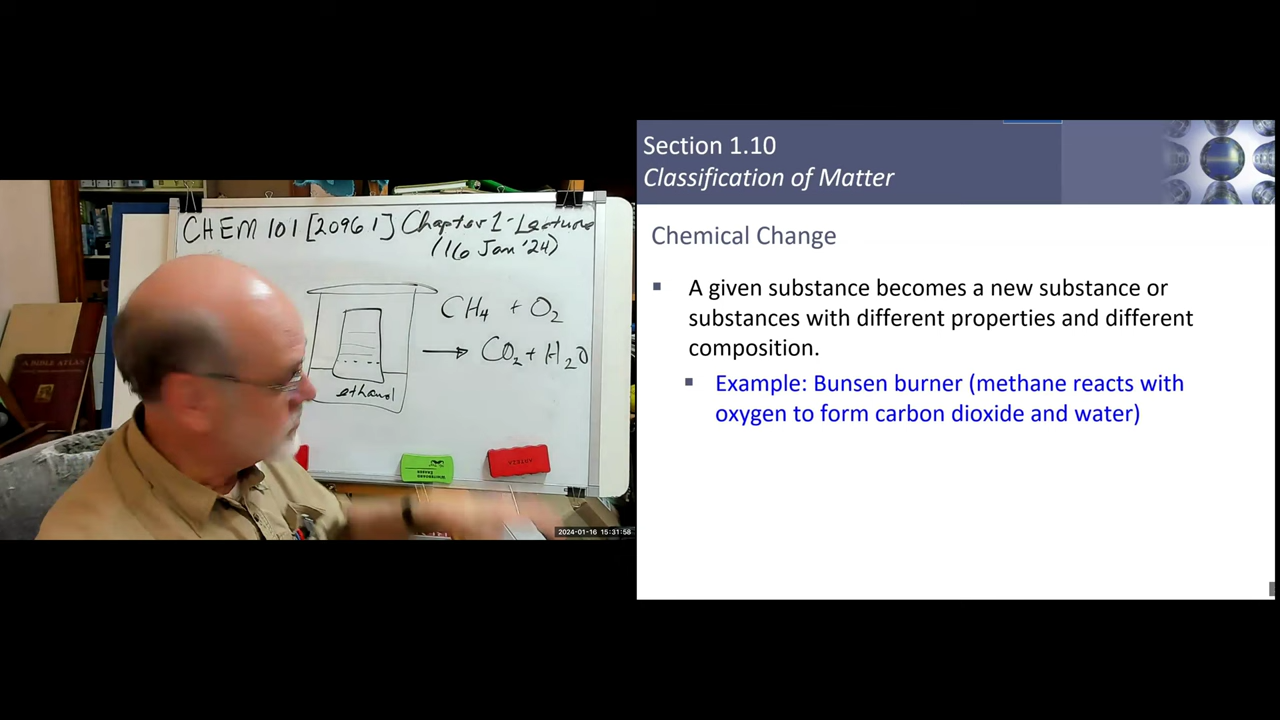 CHEM 101 [20961] Chapter 1 - Lecture
(16 Jan '24)
CH4 + O2
→ CO2 + H2O
ethanol
A BIBLE ATLAS
2024-01-16 15:31:58
Section 1.10
Classification of Matter
Chemical Change
▪ A given substance becomes a new substance or
substances with different properties and different
composition.
▪ Example: Bunsen burner (methane reacts with
oxygen to form carbon dioxide and water)